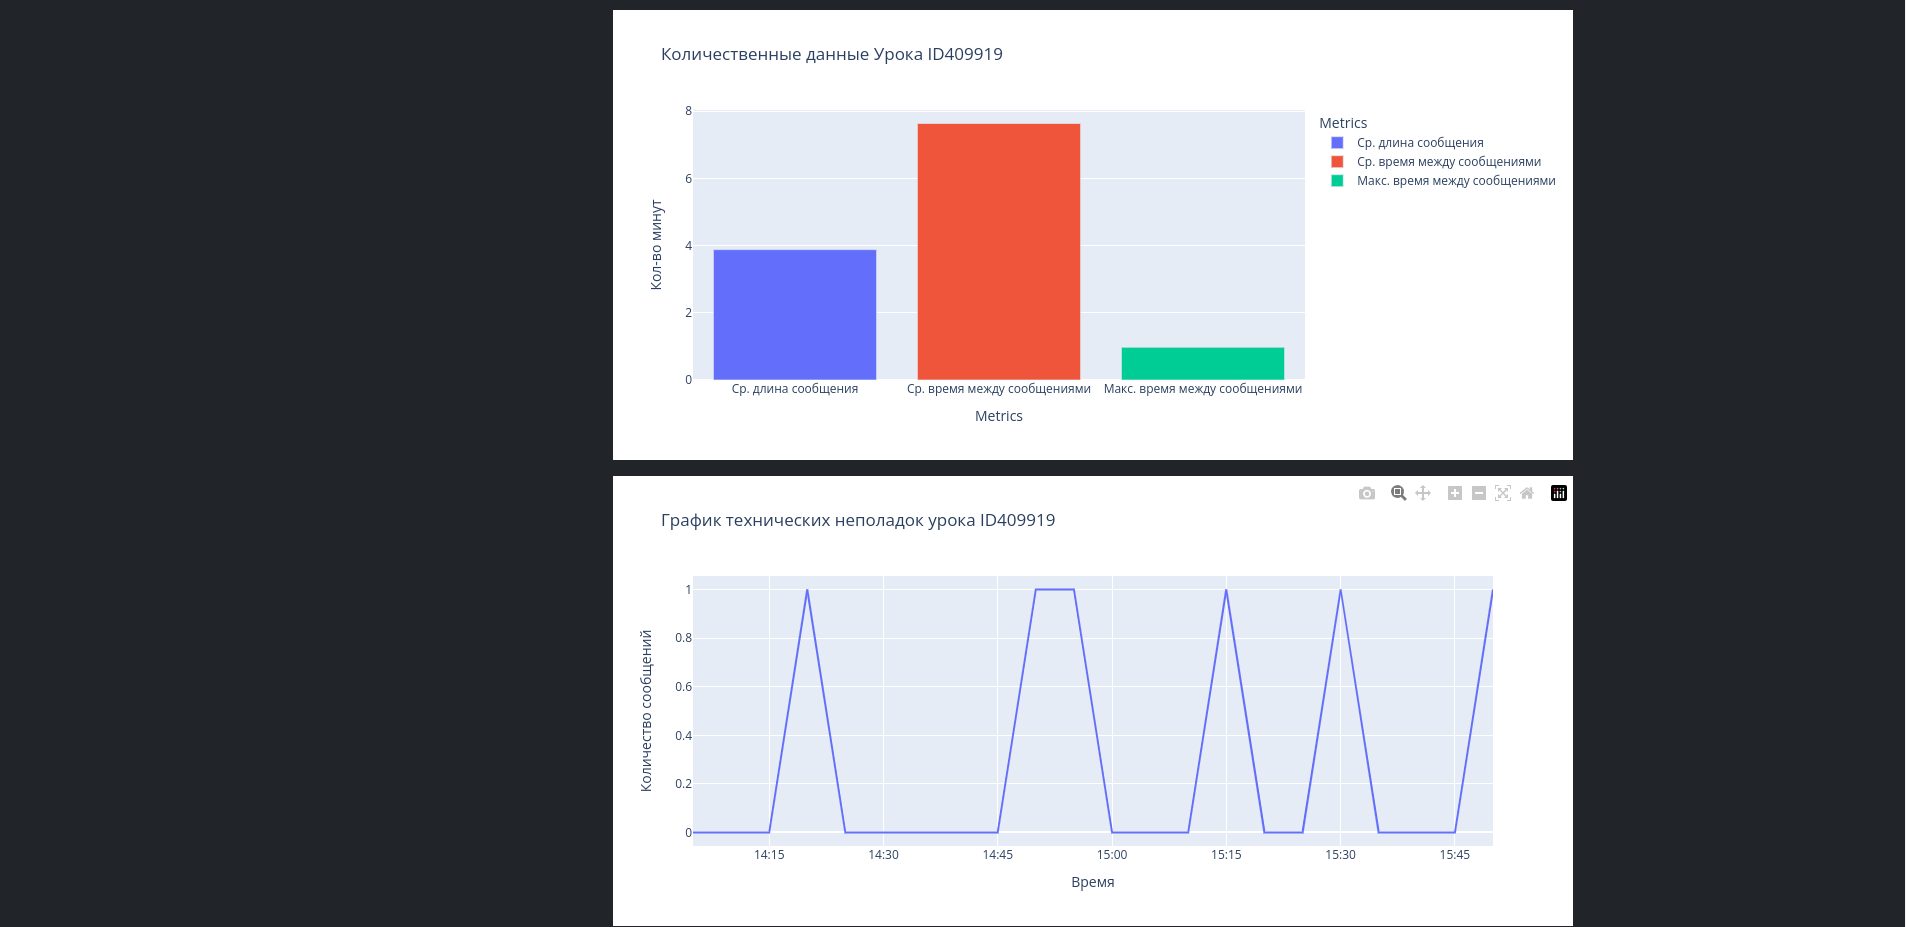 Количественные данные Урока ID409919
8
6
4
2
0
Кол-во минут
Ср. длина сообщения
Ср. время между сообщениями
Макс. время между сообщениями
Metrics
Metrics
Ср. длина сообщения
Ср. время между сообщениями
Макс. время между сообщениями
График технических неполадок урока ID409919
1
0.8
0.6
0.4
0.2
0
Количество сообщений
14:15
14:30
14:45
15:00
15:15
15:30
15:45
Время